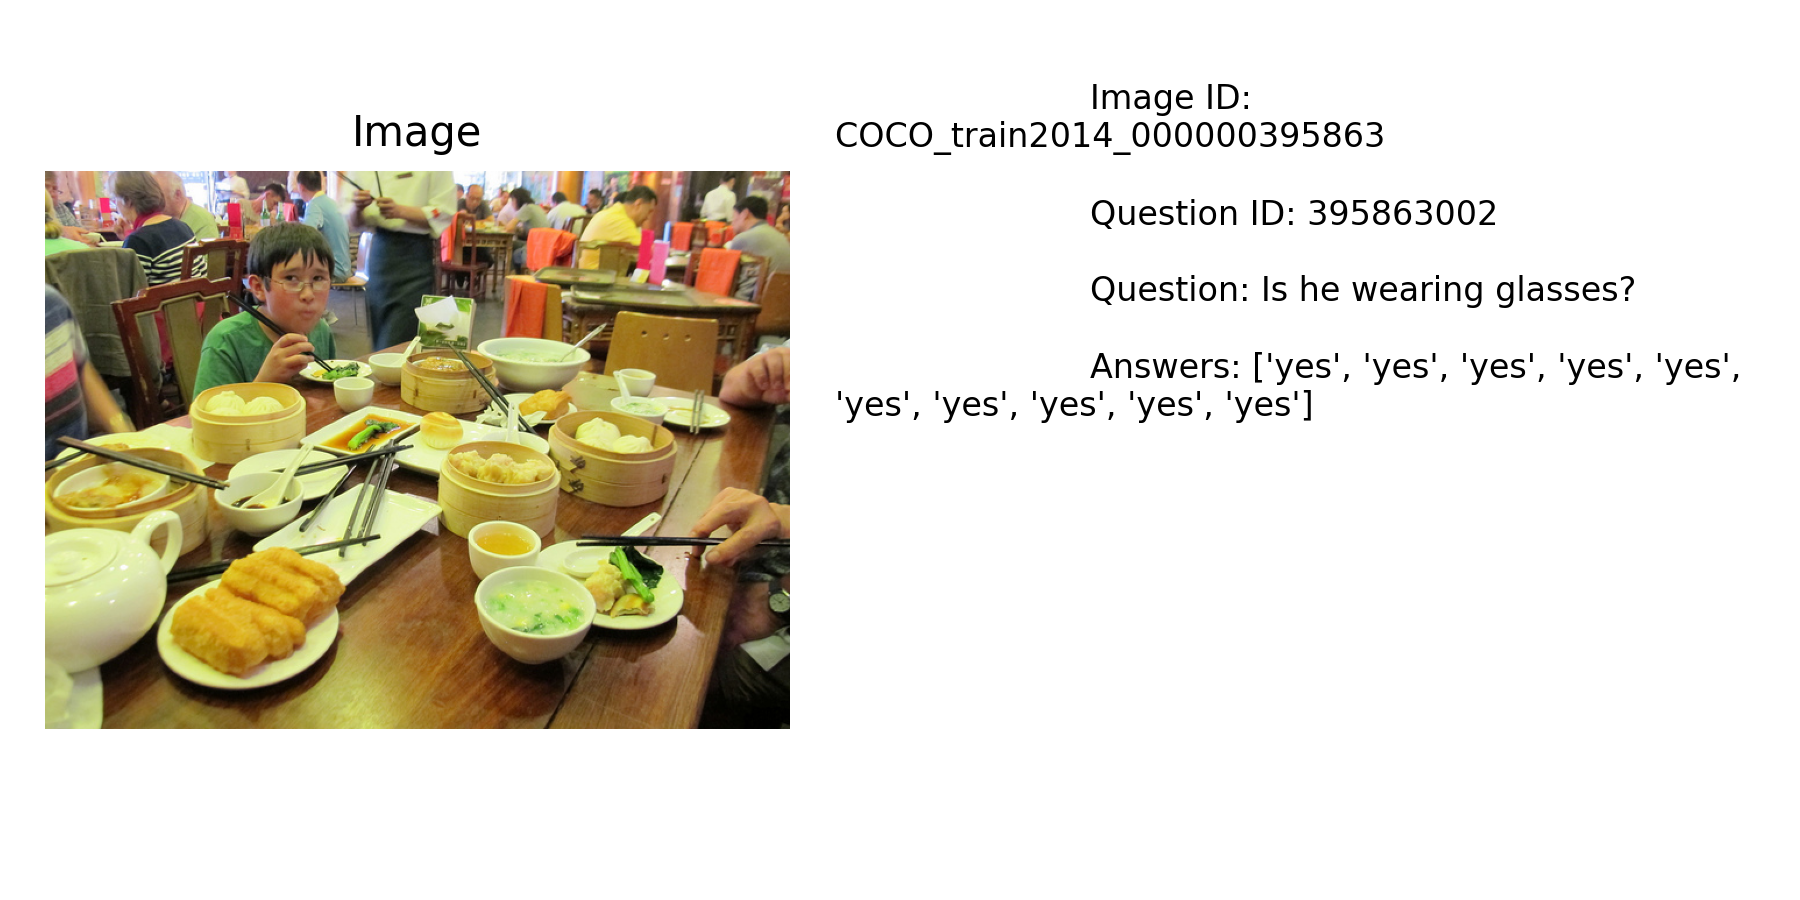 Image
Image ID:
COCO_train2014_000000395863
Question ID: 395863002
Question: Is he wearing glasses?
Answers: ['yes', 'yes', 'yes', 'yes', 'yes',
'yes', 'yes', 'yes', 'yes', 'yes']